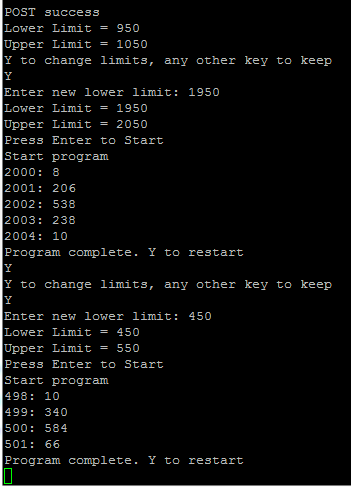 POST success
Lower Limit = 950
Upper Limit = 1050
Y to change limits, any other key to keep
Y
Enter new lower limit: 1950
Lower Limit = 1950
Upper Limit = 2050
Press Enter to Start
Start program
2000: 8
2001: 206
2002: 538
2003: 238
2004: 10
Program complete. Y to restart
Y
Y to change limits, any other key to keep
Y
Enter new lower limit: 450
Lower Limit = 450
Upper Limit = 550
Press Enter to Start
Start program
498: 10
499: 340
500: 584
501: 66
Program complete. Y to restart